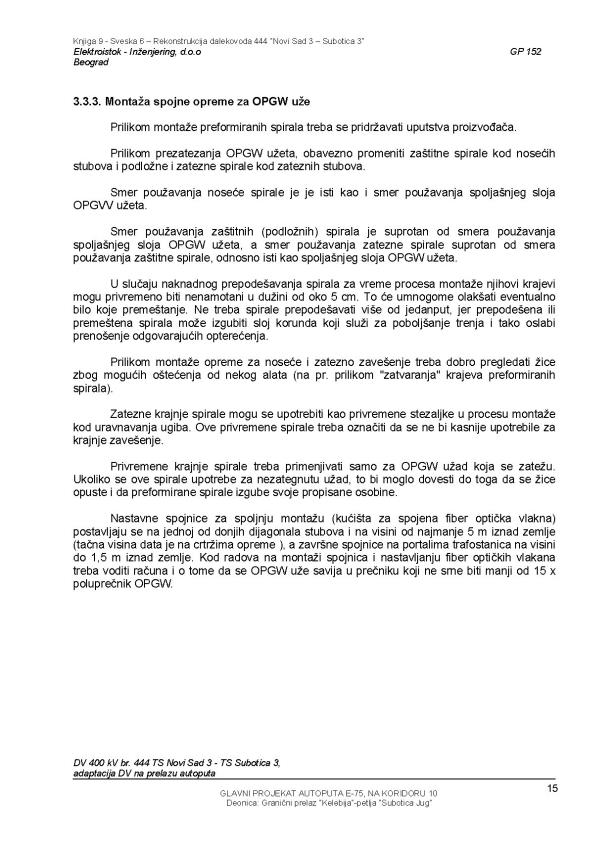 Knjiga 9 - Sveska 6 – Rekonstrukcija dalekovoda 444 "Novi Sad 3 – Subotica 3"
Elektroistok - Inženjering, d.o.o GP 152
Beograd
3.3.3. Montaža spojne opreme za OPGW uže
Prilikom montaže preformiranih spirala treba se pridržavati uputstva proizvođača.
Prilikom prezatezanja OPGW užeta, obavezno promeniti zaštitne spirale kod nosećih
stubova i podložne i zatezne spirale kod zateznih stubova.
Smer použavanja noseće spirale je je isti kao i smer použavanja spoljašnjeg sloja
OPGVV užeta.
Smer použavanja zaštitnih (podložnih) spirala je suprotan od smera použavanja
spoljašnjeg sloja OPGW užeta, a smer použavanja zatezne spirale suprotan od smera
použavanja zaštitne spirale, odnosno isti kao spoljašnjeg sloja OPGW užeta.
U slučaju naknadnog prepodešavanja spirala za vreme procesa montaže njihovi krajevi
mogu privremeno biti nenamotani u dužini od oko 5 cm. To će umnogome olakšati eventualno
bilo koje premeštanje. Ne treba spirale prepodešavati više od jedanput, jer prepodešena ili
premeštena spirala može izgubiti sloj korunda koji služi za poboljšanje trenja i tako oslabi
prenošenje odgovarajućih opterećenja.
Prilikom montaže opreme za noseće i zatezno zavešenje treba dobro pregledati žice
zbog mogućih oštećenja od nekog alata (na pr. prilikom "zatvaranja" krajeva preformiranih
spirala).
Zatezne krajnje spirale mogu se upotrebiti kao privremene stezaljke u procesu montaže
kod uravnavanja ugiba. Ove privremene spirale treba označiti da se ne bi kasnije upotrebile za
krajnje zavešenje.
Privremene krajnje spirale treba primenjivati samo za OPGW užad koja se zatežu.
Ukoliko se ove spirale upotrebe za nezategnutu užad, to bi moglo dovesti do toga da se žice
opuste i da preformirane spirale izgube svoje propisane osobine.
Nastavne spojnice za spoljnju montažu (kućišta za spojena fiber optička vlakna)
postavljaju se na jednoj od donjih dijagonala stubova i na visini od najmanje 5 m iznad zemlje
(tačna visina data je na crtržima opreme ), a završne spojnice na portalima trafostanica na visini
do 1,5 m iznad zemlje. Kod radova na montaži spojnica i nastavljanju fiber optičkih vlakana
treba voditi računa i o tome da se OPGW uže savija u prečniku koji ne sme biti manji od 15 x
poluprečnik OPGW.
DV 400 kV br. 444 TS Novi Sad 3 - TS Subotica 3,
adaptacija DV na prelazu autoputa
15
GLAVNI PROJEKAT AUTOPUTA E-75, NA KORIDORU 10
Deonica: Granični prelaz "Kelebija"-petlja "Subotica Jug"